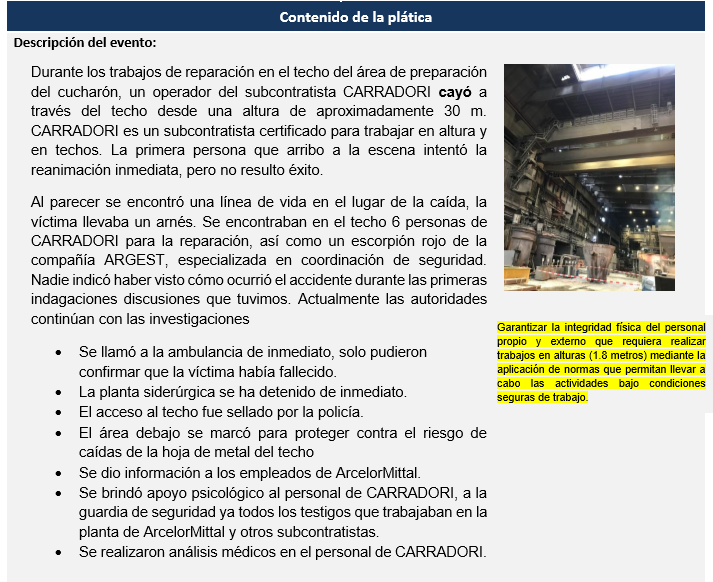 Contenido de la plática
Descripción del evento:
Durante los trabajos de reparación en el techo del área de preparación
del cucharón, un operador del subcontratista CARRADORI cayó a
través del techo desde una altura de aproximadamente 30 m.
CARRADORI es un subcontratista certificado para trabajar en altura y
en techos. La primera persona que arribo a la escena intentó la
reanimación inmediata, pero no resulto éxito.
Al parecer se encontró una línea de vida en el lugar de la caída, la
víctima llevaba un arnés. Se encontraban en el techo 6 personas de
CARRADORI para la reparación, así como un escorpión rojo de la
compañía ARGEST, especializada en coordinación de seguridad.
Nadie indicó haber visto cómo ocurrió el accidente durante las primeras
indagaciones discusiones que tuvimos. Actualmente las autoridades
continúan con las investigaciones
• Se llamó a la ambulancia de inmediato, solo pudieron
confirmar que la víctima había fallecido.
• La planta siderúrgica se ha detenido de inmediato.
• El acceso al techo fue sellado por la policía.
• El área debajo se marcó para proteger contra el riesgo de
caídas de la hoja de metal del techo
• Se dio información a los empleados de ArcelorMittal.
• Se brindó apoyo psicológico al personal de CARRADORI, a la
guardia de seguridad ya todos los testigos que trabajaban en la
planta de ArcelorMittal y otros subcontratistas.
• Se realizaron análisis médicos en el personal de CARRADORI.
Garantizar la integridad física del personal
propio y externo que requiera realizar
trabajos en alturas (1.8 metros) mediante la
aplicación de normas que permitan llevar a
cabo las actividades bajo condiciones
seguras de trabajo.